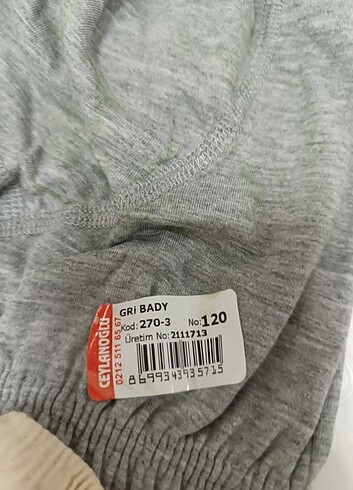 GRi BADY
Kod: 270-3 No: 120
Üretim No: 2111713
8699343935715
CEYLANOĞLU
0212 511 65 67